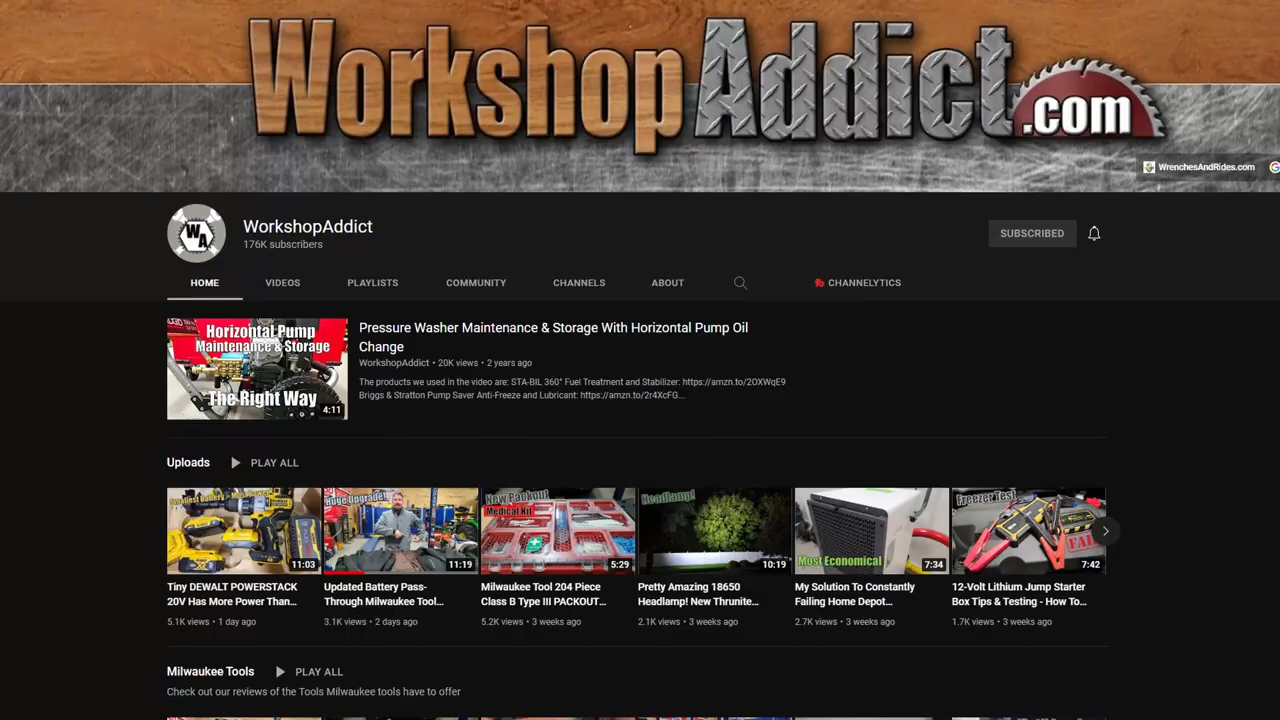 WorkshopAddict.com
WrenchesAndRides.com
WA
WorkshopAddict
176K subscribers
SUBSCRIBED
HOME
VIDEOS
PLAYLISTS
COMMUNITY
CHANNELS
ABOUT
CHANNELYTICS
Horizontal Pump
Maintenance & Storage
The Right Way
4:11
Pressure Washer Maintenance & Storage With Horizontal Pump Oil
Change
WorkshopAddict • 20K views • 2 years ago
The products we used in the video are: STA-BIL 360° Fuel Treatment and Stabilizer: https://amzn.to/2OXWqE9
Briggs & Stratton Pump Saver Anti-Freeze and Lubricant: https://amzn.to/2r4XcFG...
Uploads
PLAY ALL
Smallest Battery
11:03
Huge Upgrade!
11:19
New Packout
Medical Kit
5:29
Headlamp!
10:19
Most Economical
7:34
Freezer Test
FAIL
7:42
Tiny DEWALT POWERSTACK
20V Has More Power Than...
5.1K views • 1 day ago
Updated Battery Pass-
Through Milwaukee Tool...
3.1K views • 2 days ago
Milwaukee Tool 204 Piece
Class B Type III PACKOUT...
5.2K views • 3 weeks ago
Pretty Amazing 18650
Headlamp! New Thrunite...
2.1K views • 3 weeks ago
My Solution To Constantly
Failing Home Depot...
2.7K views • 3 weeks ago
12-Volt Lithium Jump Starter
Box Tips & Testing - How To...
1.7K views • 3 weeks ago
Milwaukee Tools
PLAY ALL
Check out our reviews of the Tools Milwaukee tools have to offer